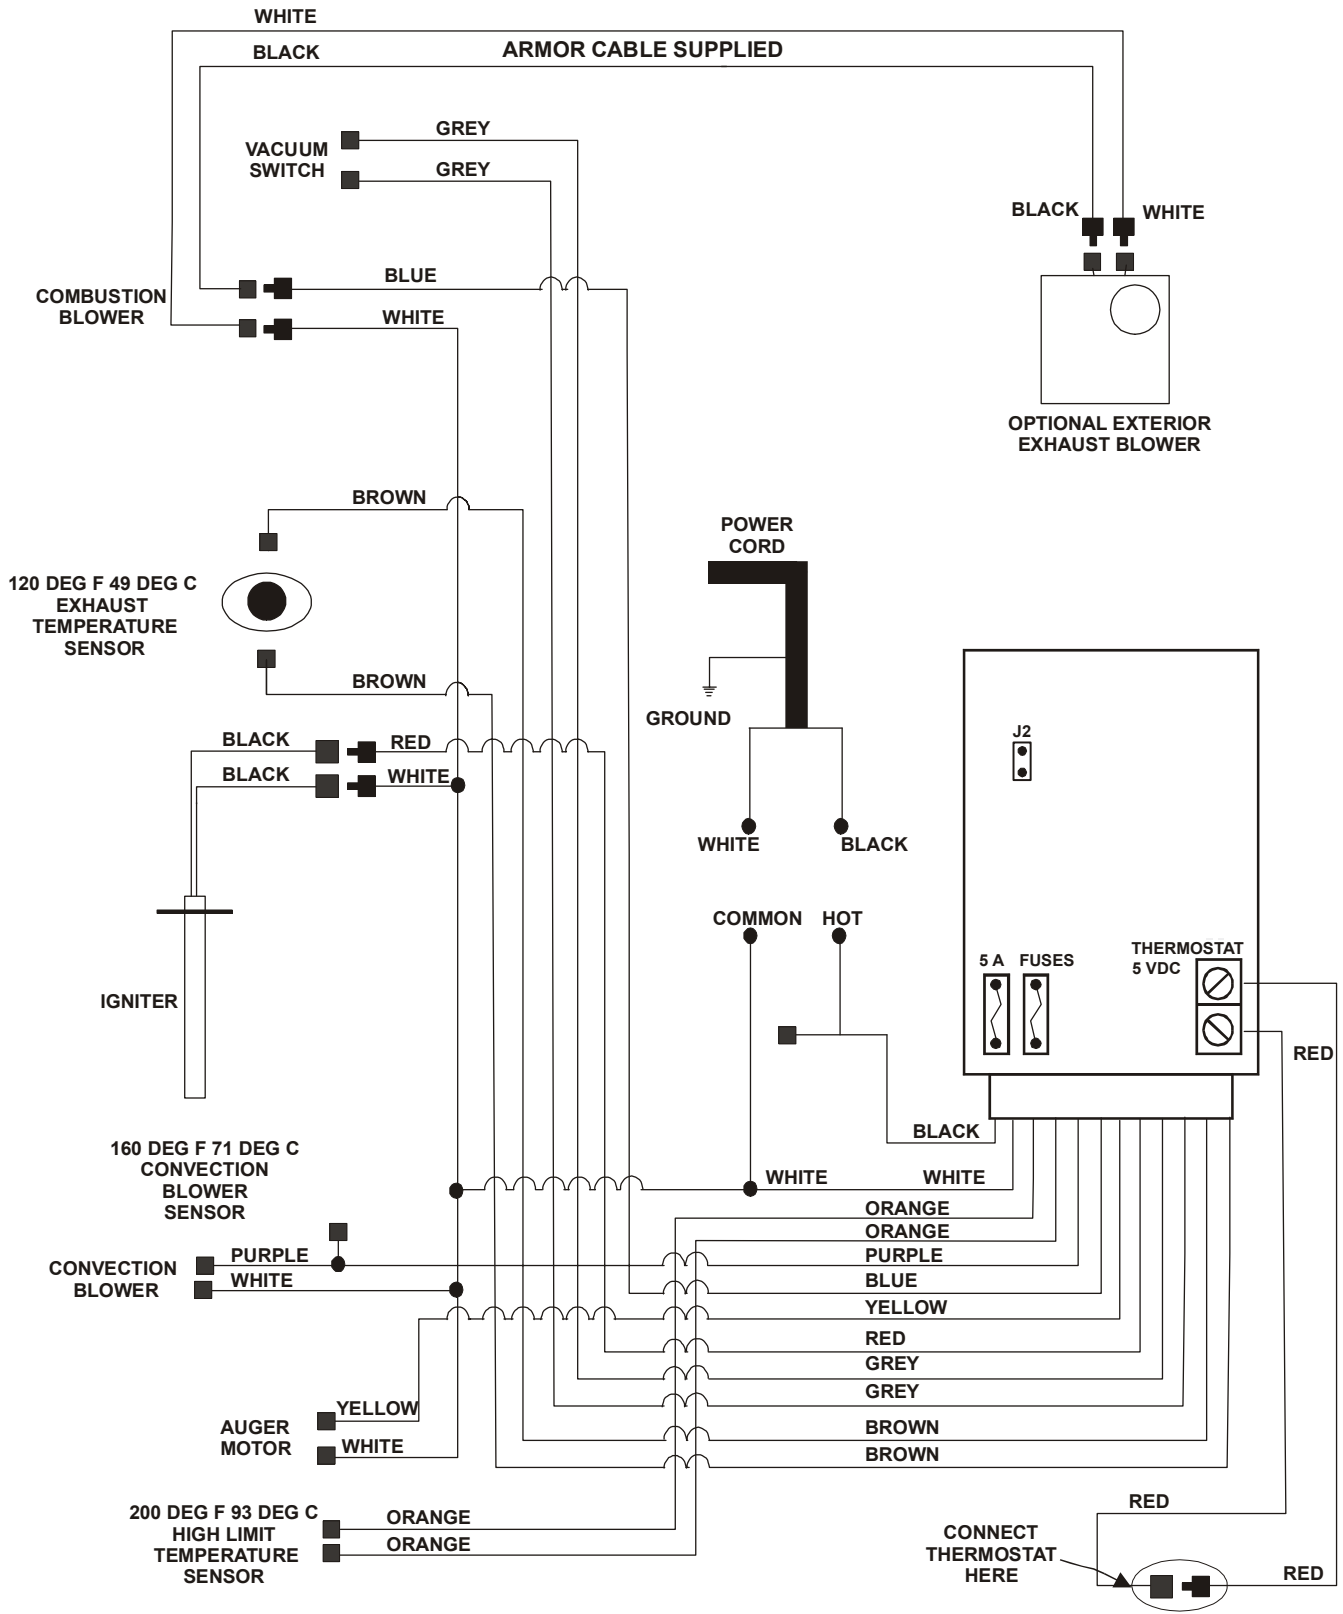 WHITE
BLACK
ARMOR CABLE SUPPLIED
GREY
VACUUM
SWITCH
GREY
BLACK
WHITE
BLUE
COMBUSTION
BLOWER
WHITE
OPTIONAL EXTERIOR
EXHAUST BLOWER
BROWN
POWER
CORD
120 DEG F 49 DEG C
EXHAUST
TEMPERATURE
SENSOR
BROWN
GROUND
J2
BLACK
RED
BLACK
WHITE
WHITE
BLACK
COMMON
HOT
THERMOSTAT
5 VDC
5 A
FUSES
IGNITER
RED
BLACK
160 DEG F 71 DEG C
CONVECTION
BLOWER
SENSOR
WHITE
WHITE
ORANGE
ORANGE
PURPLE
PURPLE
CONVECTION
BLOWER
WHITE
BLUE
YELLOW
RED
GREY
GREY
YELLOW
AUGER
MOTOR
WHITE
BROWN
BROWN
200 DEG F 93 DEG C
HIGH LIMIT
TEMPERATURE
SENSOR
ORANGE
ORANGE
RED
CONNECT
THERMOSTAT
HERE
RED